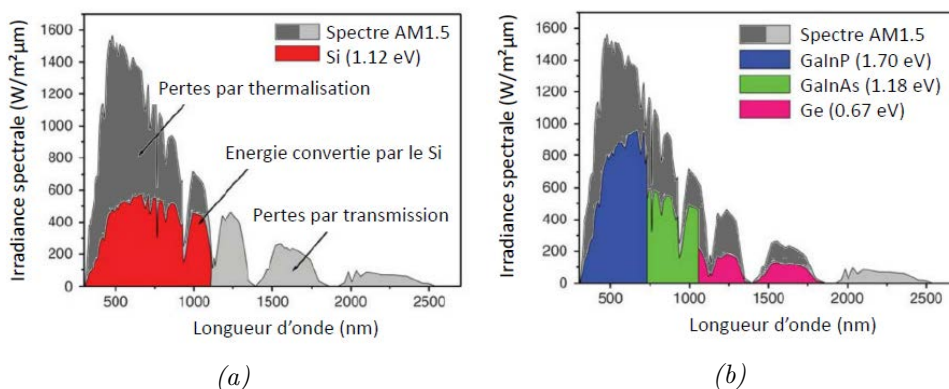 Irradiance spectrale (W/m²µm)
1600
1400
1200
1000
800
600
400
200
0
Spectre AM1.5
Si (1.12 eV)
Pertes par thermalisation
Energie convertie par le Si
Pertes par transmission
500 1000 1500 2000 2500
Longueur d'onde (nm)
(a)
Irradiance spectrale (W/m²µm)
1600
1400
1200
1000
800
600
400
200
0
Spectre AM1.5
GaInP (1.70 eV)
GaInAs (1.18 eV)
Ge (0.67 eV)
500 1000 1500 2000 2500
Longueur d'onde (nm)
(b)